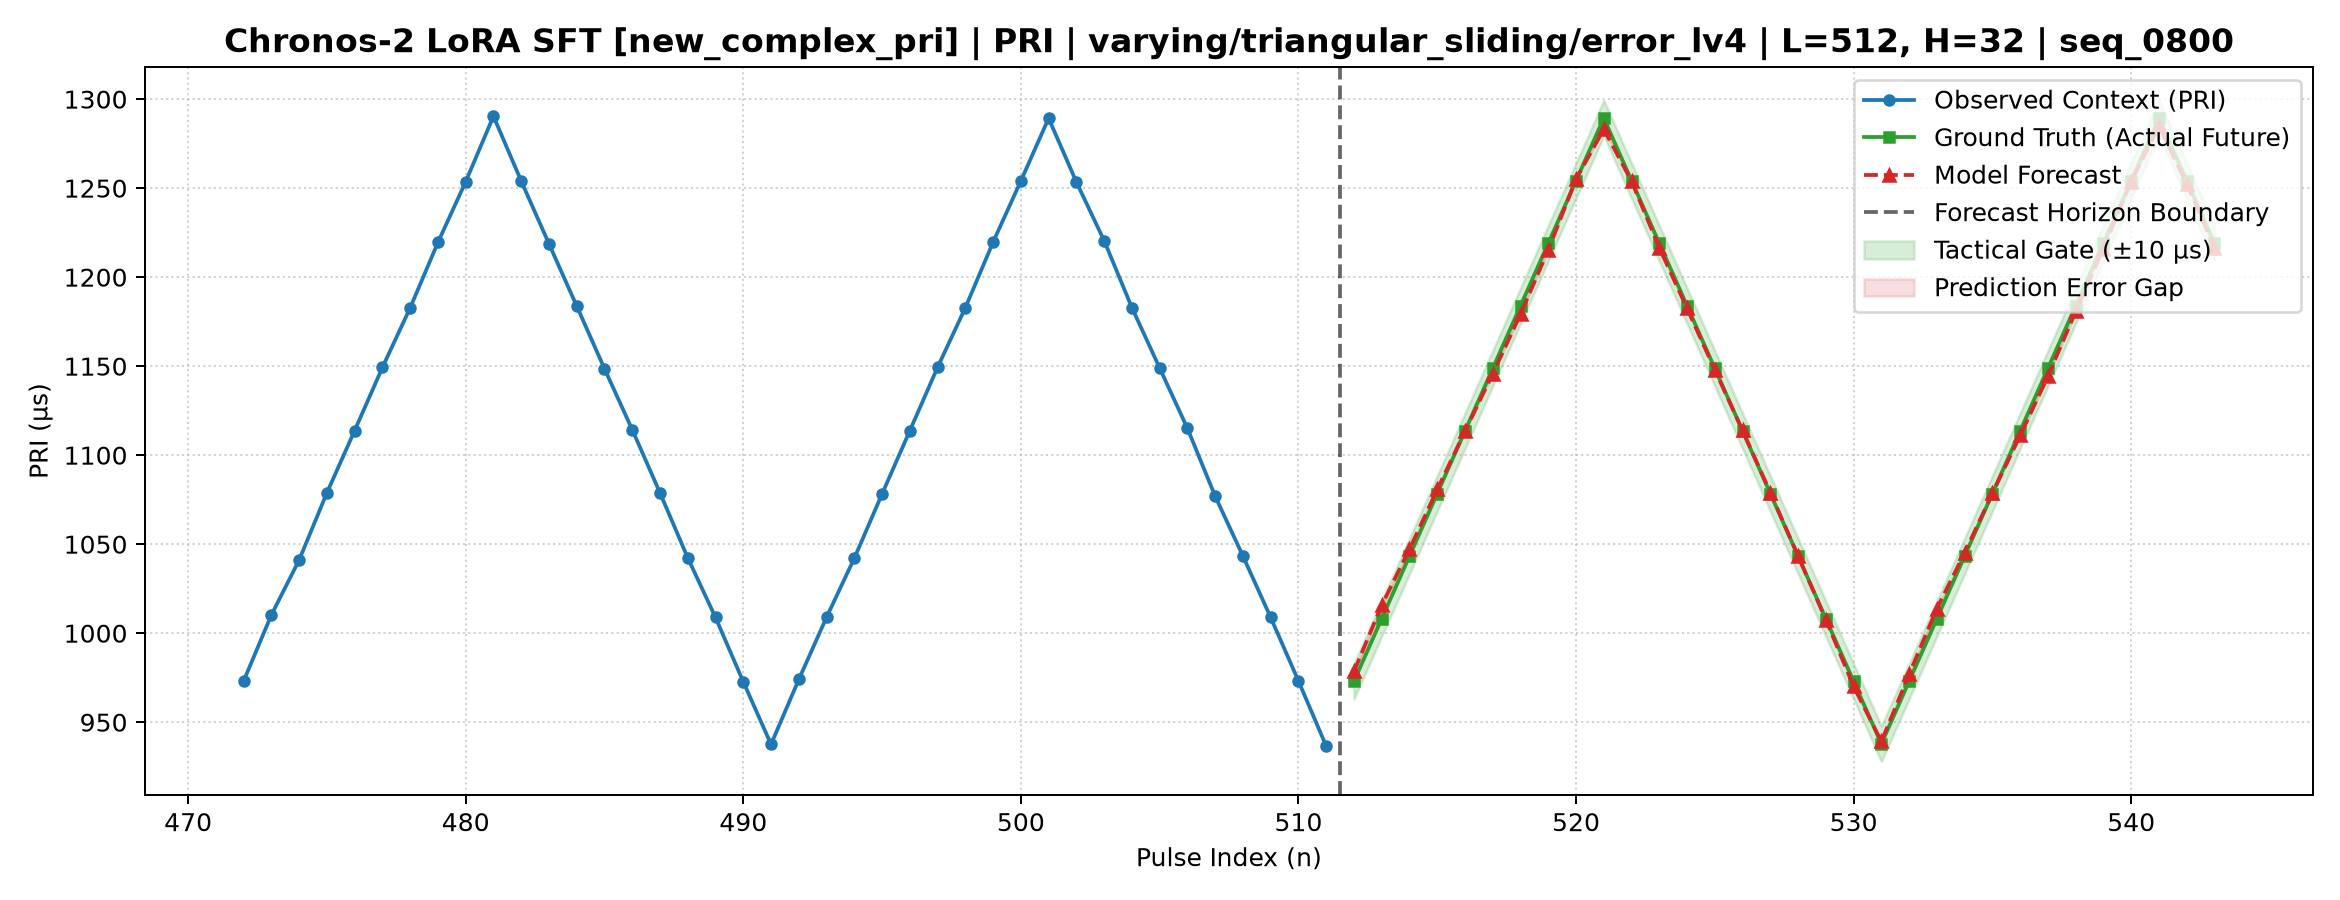 Chronos-2 LoRA SFT [new_complex_pri] | PRI | varying/triangular_sliding/error_lv4 | L=512, H=32 | seq_0800
PRI (µs)
1300
1250
1200
1150
1100
1050
1000
950
Observed Context (PRI)
Ground Truth (Actual Future)
Model Forecast
Forecast Horizon Boundary
Tactical Gate (±10 µs)
Prediction Error Gap
470 480 490 500 510 520 530 540
Pulse Index (n)